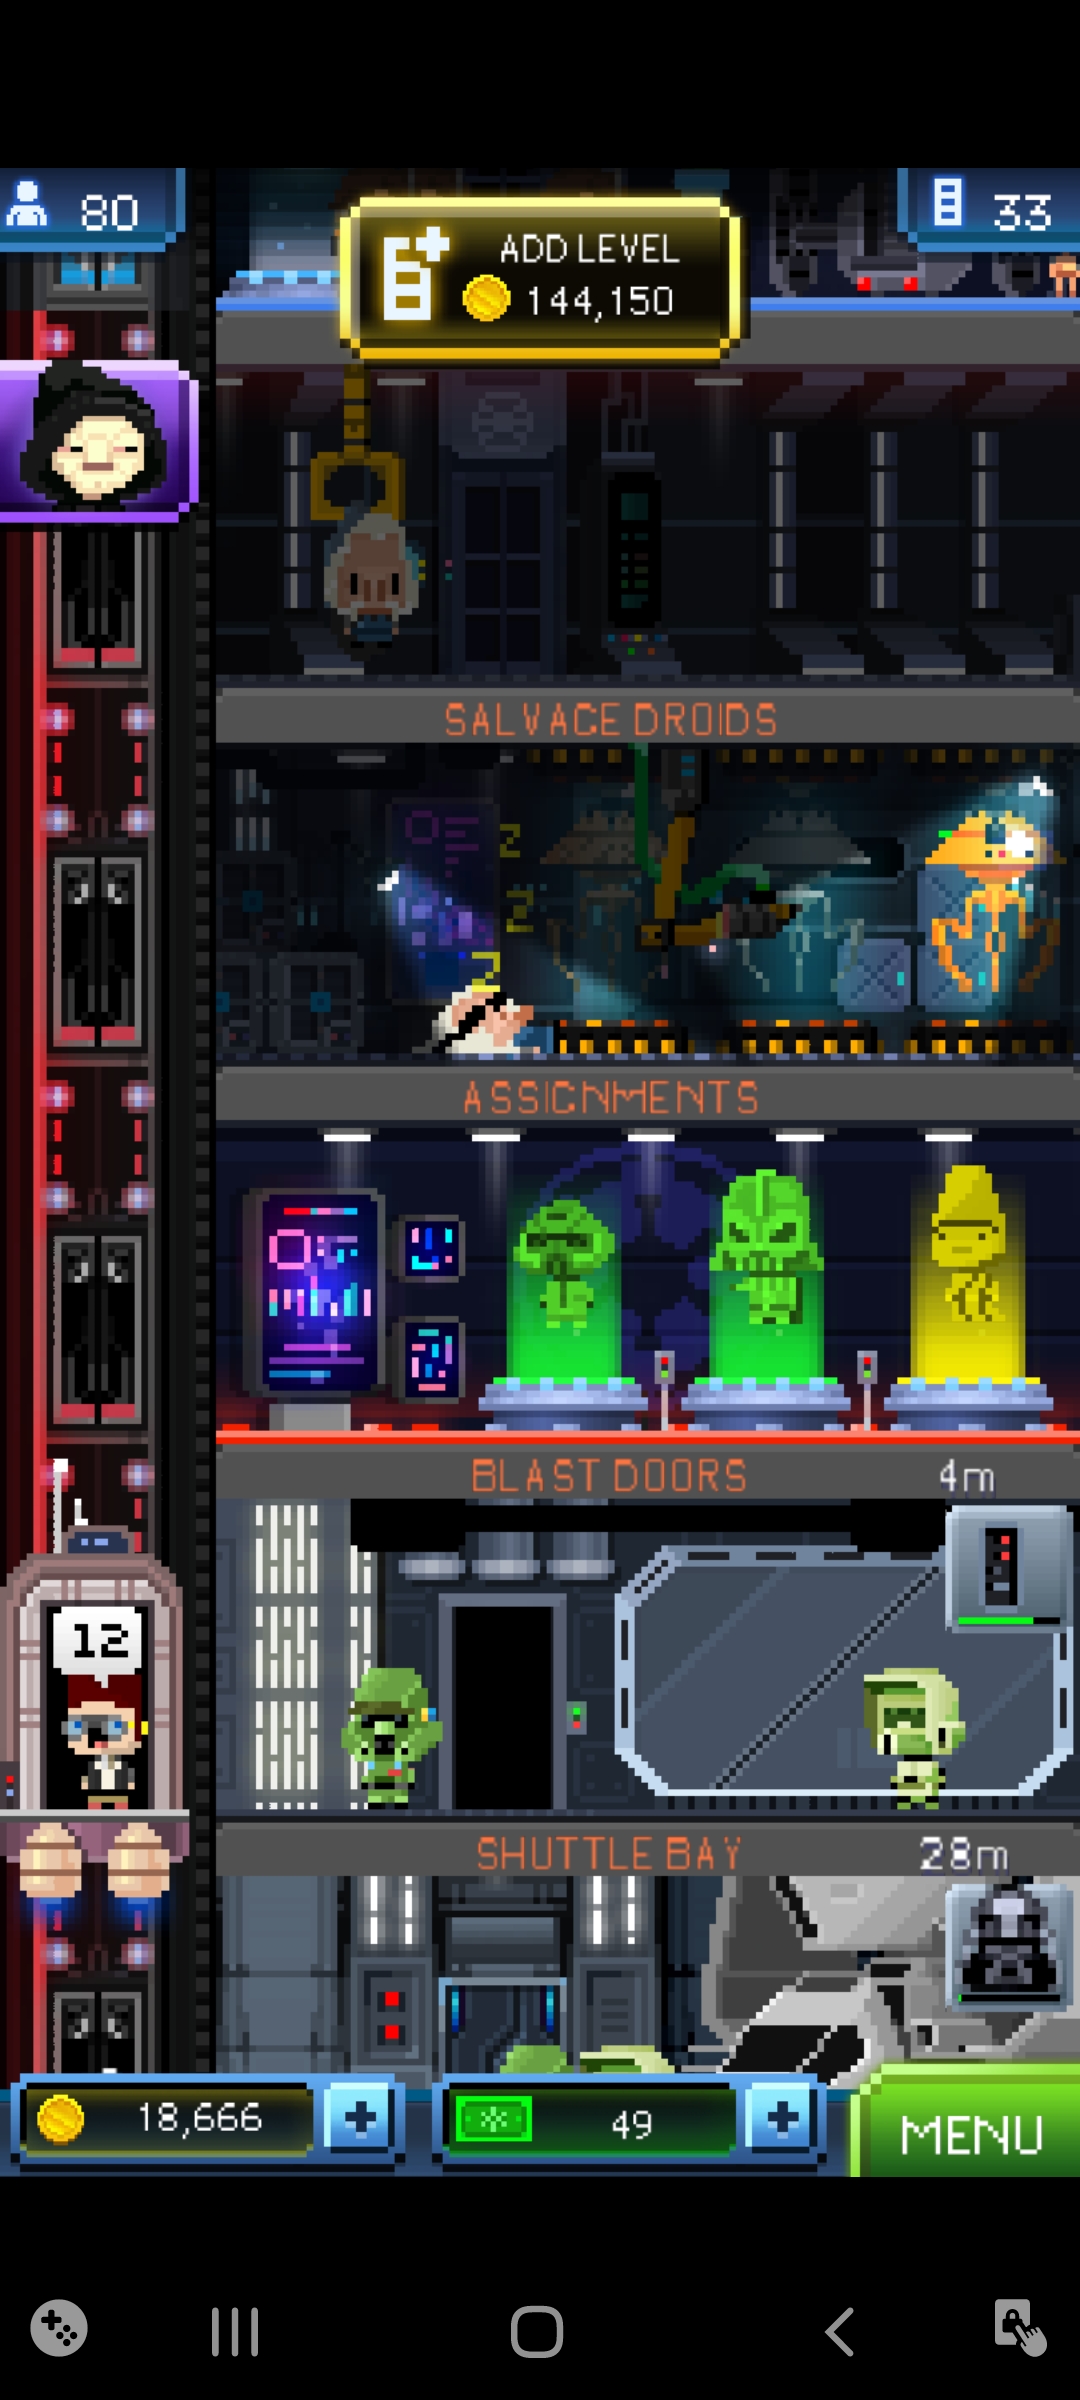 80
ADD LEVEL
144,150
33
SALVAGE DROIDS
Z
Z
Z
ASSIGNMENTS
BLAST DOORS 4m
12
SHUTTLE BAY 28m
18,666
49
MENU